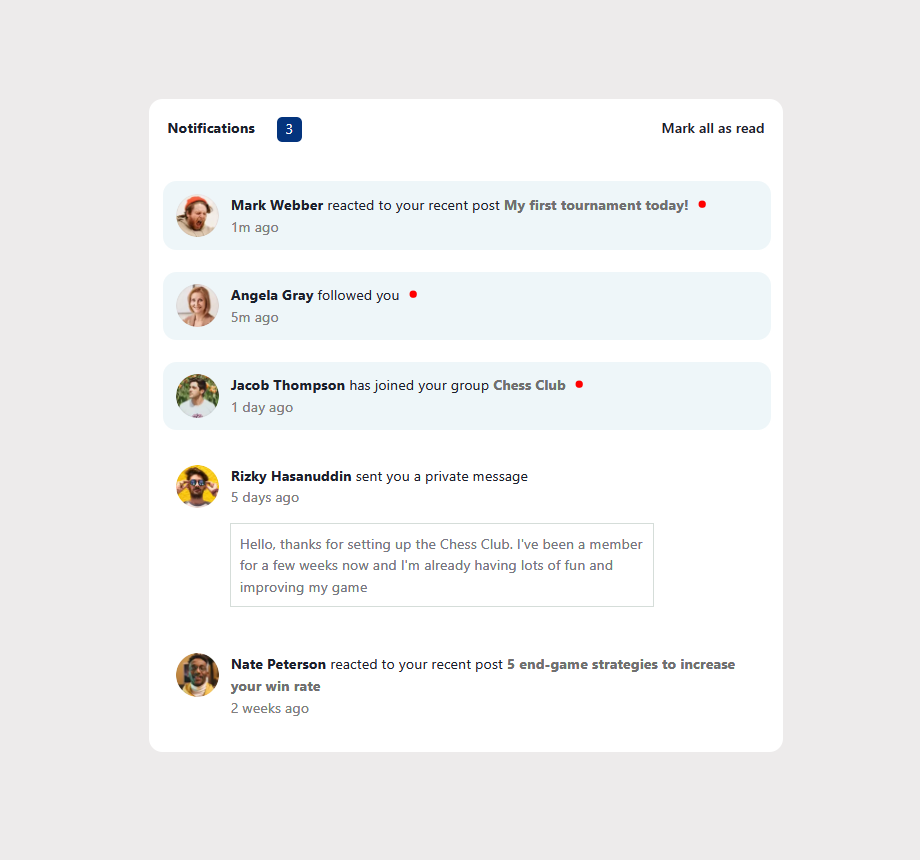 Notifications 3 Mark all as read
Mark Webber reacted to your recent post My first tournament today!
1m ago
Angela Gray followed you
5m ago
Jacob Thompson has joined your group Chess Club
1 day ago
Rizky Hasanuddin sent you a private message
5 days ago
Hello, thanks for setting up the Chess Club. I've been a member
for a few weeks now and I'm already having lots of fun and
improving my game
Nate Peterson reacted to your recent post 5 end-game strategies to increase
your win rate
2 weeks ago